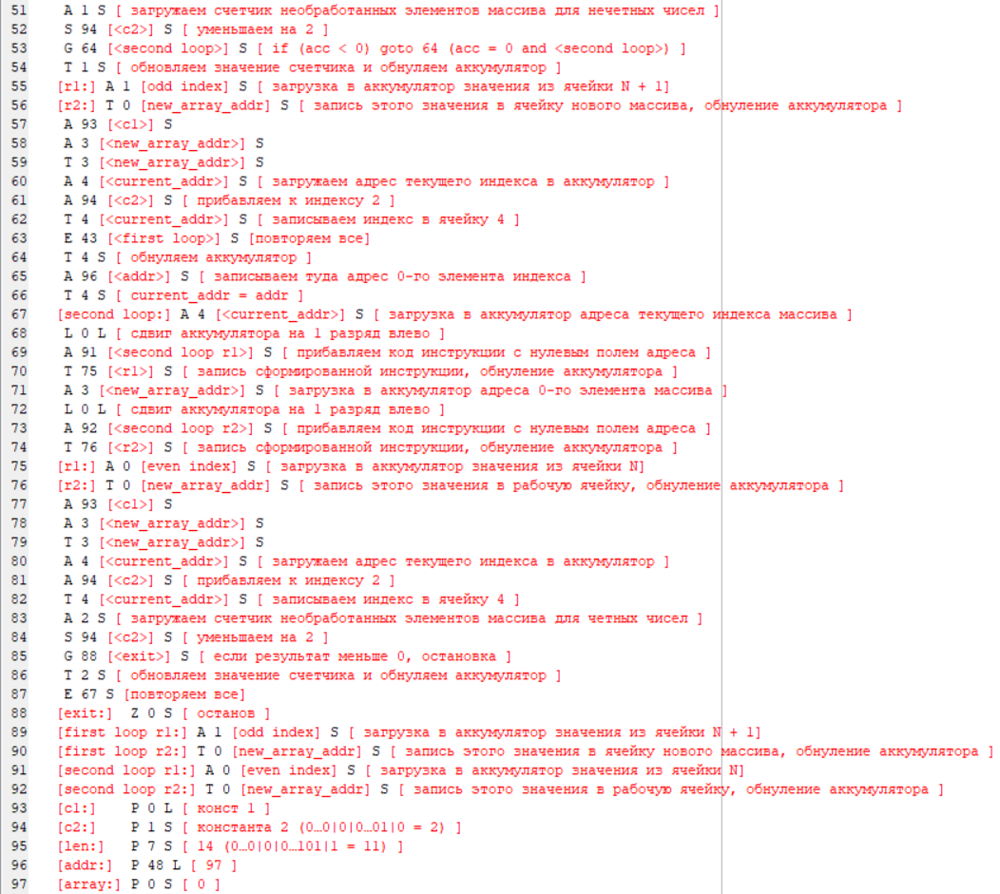 51 A 1 S [ загружаем счетчик необработанных элементов массива для нечетных чисел ]
52 S 94 [<c2>] S [ уменьшаем на 2 ]
53 G 64 [<second loop>] S [ if (acc < 0) goto 64 (acc = 0 and <second loop>) ]
54 T 1 S [ обновляем значение счетчика и обнуляем аккумулятор ]
55 [r1:] A 1 [odd index] S [ загрузка в аккумулятор значения из ячейки N + 1]
56 [r2:] T 0 [new_array_addr] S [ запись этого значения в ячейку нового массива, обнуление аккумулятора ]
57 A 93 [<c1>] S
58 A 3 [<new_array_addr>] S
59 T 3 [<new_array_addr>] S
60 A 4 [<current_addr>] S [ загружаем адрес текущего индекса в аккумулятор ]
61 A 94 [<c2>] S [ прибавляем к индексу 2 ]
62 T 4 [<current_addr>] S [ записываем индекс в ячейку 4 ]
63 E 43 [<first loop>] S [повторяем все]
64 T 4 S [ обнуляем аккумулятор ]
65 A 96 [<addr>] S [ записываем туда адрес 0-го элемента индекса ]
66 T 4 S [ current_addr = addr ]
67 [second loop:] A 4 [<current_addr>] S [ загрузка в аккумулятор адреса текущего индекса массива ]
68 L 0 L [ сдвиг аккумулятора на 1 разряд влево ]
69 A 91 [<second loop r1>] S [ прибавляем код инструкции с нулевым полем адреса ]
70 T 75 [<r1>] S [ запись сформированной инструкции, обнуление аккумулятора ]
71 A 3 [<new_array_addr>] S [ загрузка в аккумулятор адреса 0-го элемента массива ]
72 L 0 L [ сдвиг аккумулятора на 1 разряд влево ]
73 A 92 [<second loop r2>] S [ прибавляем код инструкции с нулевым полем адреса ]
74 T 76 [<r2>] S [ запись сформированной инструкции, обнуление аккумулятора ]
75 [r1:] A 0 [even index] S [ загрузка в аккумулятор значения из ячейки N]
76 [r2:] T 0 [new_array_addr] S [ запись этого значения в рабочую ячейку, обнуление аккумулятора ]
77 A 93 [<c1>] S
78 A 3 [<new_array_addr>] S
79 T 3 [<new_array_addr>] S
80 A 4 [<current_addr>] S [ загружаем адрес текущего индекса в аккумулятор ]
81 A 94 [<c2>] S [ прибавляем к индексу 2 ]
82 T 4 [<current_addr>] S [ записываем индекс в ячейку 4 ]
83 A 2 S [ загружаем счетчик необработанных элементов массива для четных чисел ]
84 S 94 [<c2>] S [ уменьшаем на 2 ]
85 G 88 [<exit>] S [ если результат меньше 0, остановка ]
86 T 2 S [ обновляем значение счетчика и обнуляем аккумулятор ]
87 E 67 S [повторяем все]
88 [exit:] Z 0 S [ останов ]
89 [first loop r1:] A 1 [odd index] S [ загрузка в аккумулятор значения из ячейки N + 1]
90 [first loop r2:] T 0 [new_array_addr] S [ запись этого значения в ячейку нового массива, обнуление аккумулятора ]
91 [second loop r1:] A 0 [even index] S [ загрузка в аккумулятор значения из ячейки N]
92 [second loop r2:] T 0 [new_array_addr] S [ запись этого значения в рабочую ячейку, обнуление аккумулятора ]
93 [c1:] P 0 L [ конст 1 ]
94 [c2:] P 1 S [ константа 2 (0…0|0|0…01|0 = 2) ]
95 [len:] P 7 S [ 14 (0…0|0|0…101|1 = 11) ]
96 [addr:] P 48 L [ 97 ]
97 [array:] P 0 S [ 0 ]